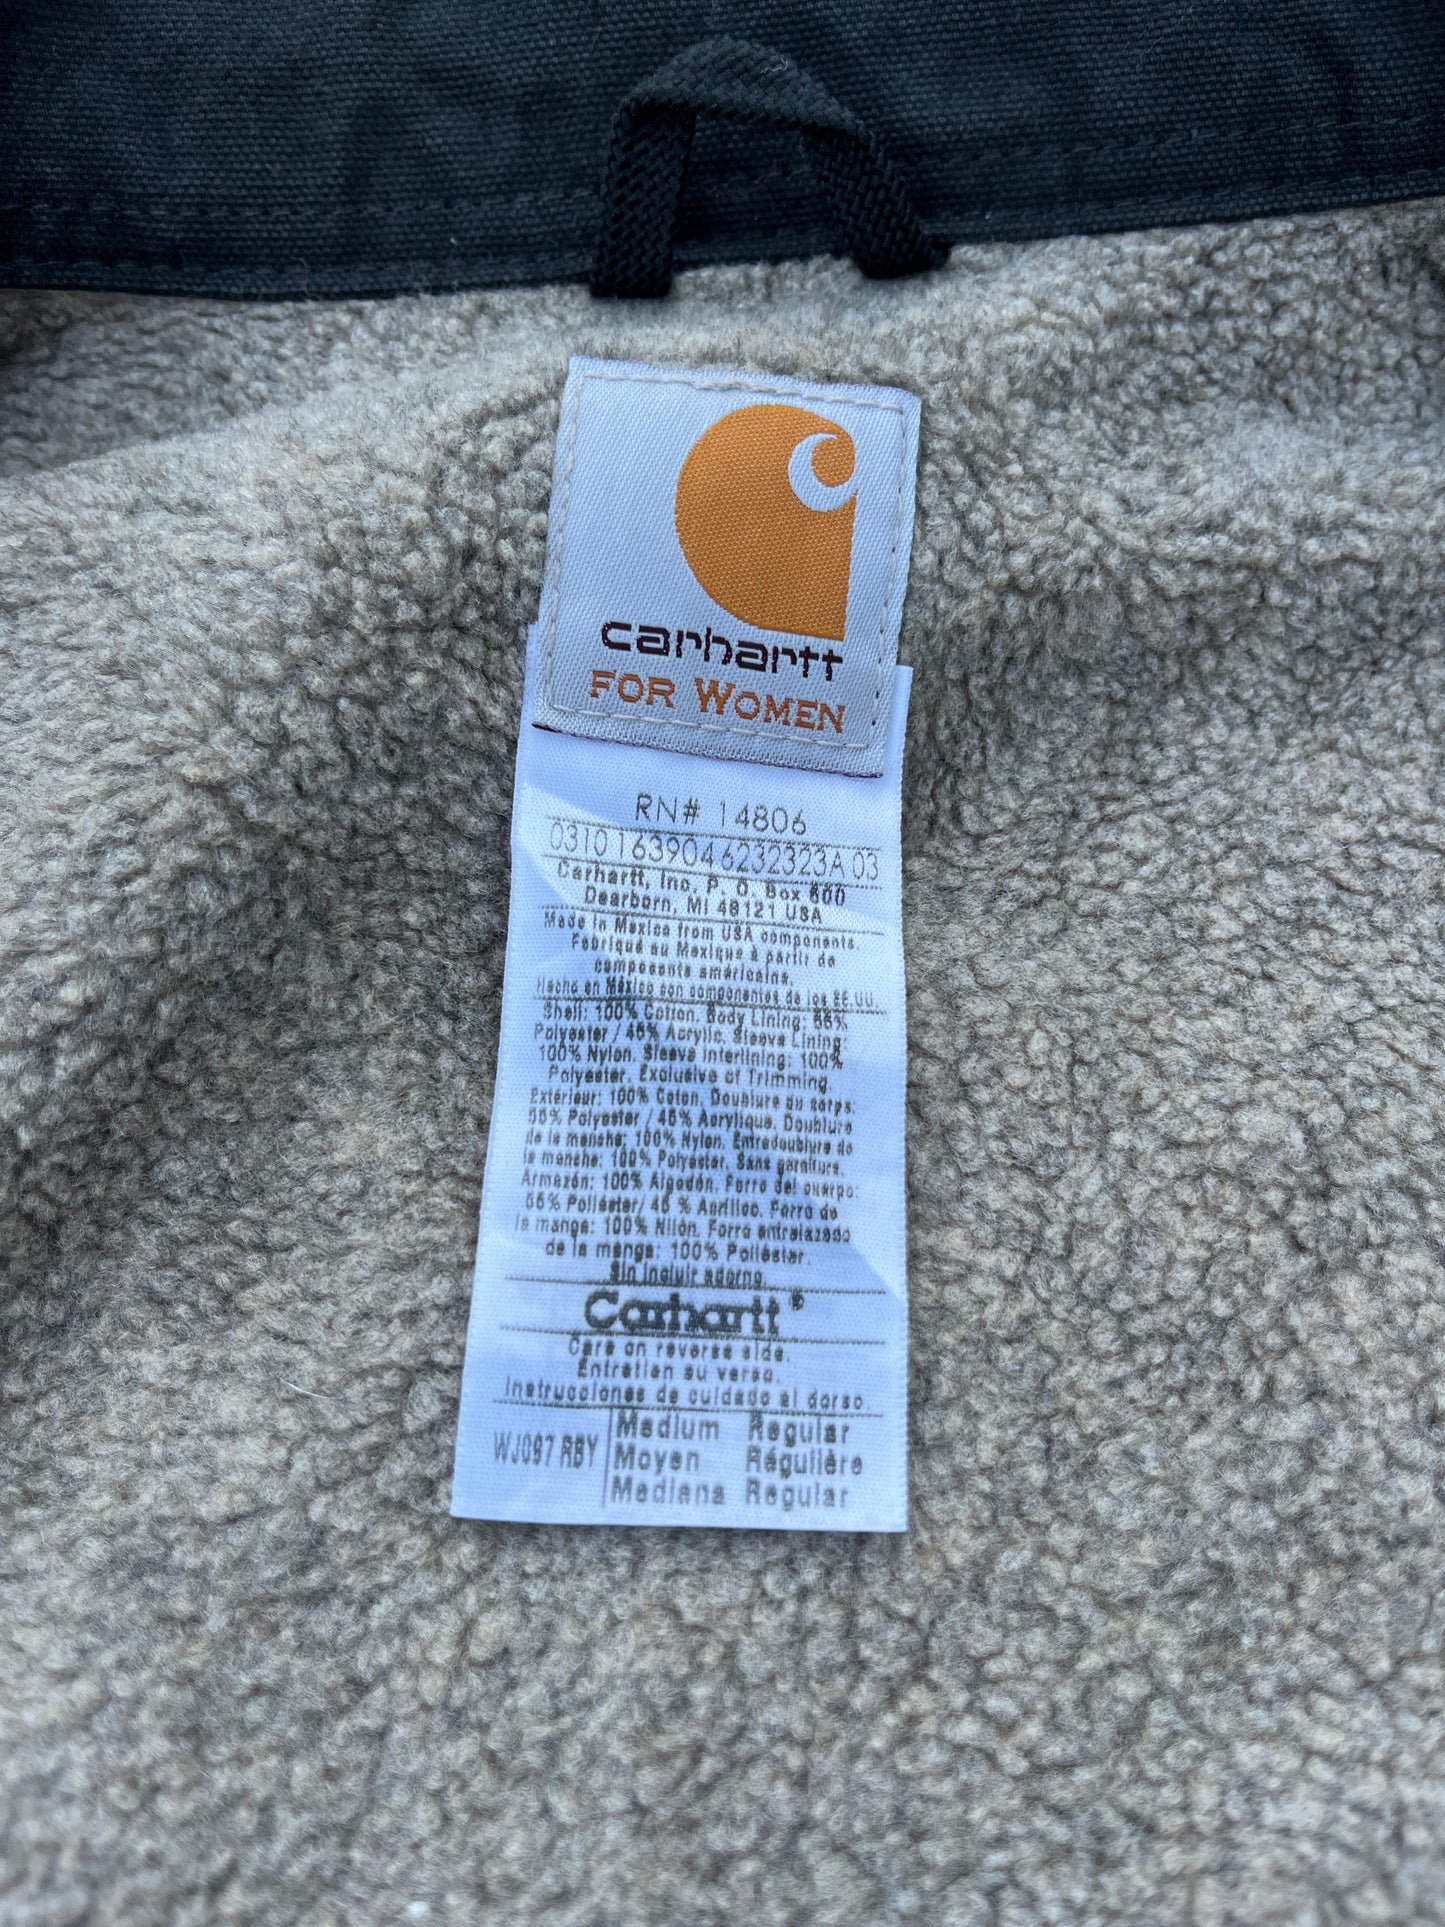 carhartt
FOR WOMEN
RN# 14806
03101639046232323A 03
Carhartt, Inc. P. O. Box 600
Dearborn, MI 48121 USA
Made in Mexico from USA components.
Fabriqué au Mexique à partir de
composants américains.
Hecho en México con componentes de los EE.UU.
Shell: 100% Cotton. Body Lining: 55%
Polyester / 45% Acrylic. Sleeve Lining:
100% Nylon. Sleeve Interlining: 100%
Polyester. Exclusive of Trimming.
Extérieur: 100% Coton. Doublure du corps:
55% Polyester / 45% Acrylique. Doublure
de la manche: 100% Nylon. Entredoublure de
la manche: 100% Polyester. Sans garniture.
Armazón: 100% Algodón. Forro del cuerpo:
55% Poliéster/ 45 % Acrílico. Forro de
la manga: 100% Nilón. Forro entrelazado
de la manga: 100% Poliéster.
Sin incluir adorno.
Carhartt®
Care on reverse side.
Entretien au verso.
Instrucciones de cuidado al dorso.
WJ097 RBY Medium Regular
Moyen Régulière
Mediana Regular